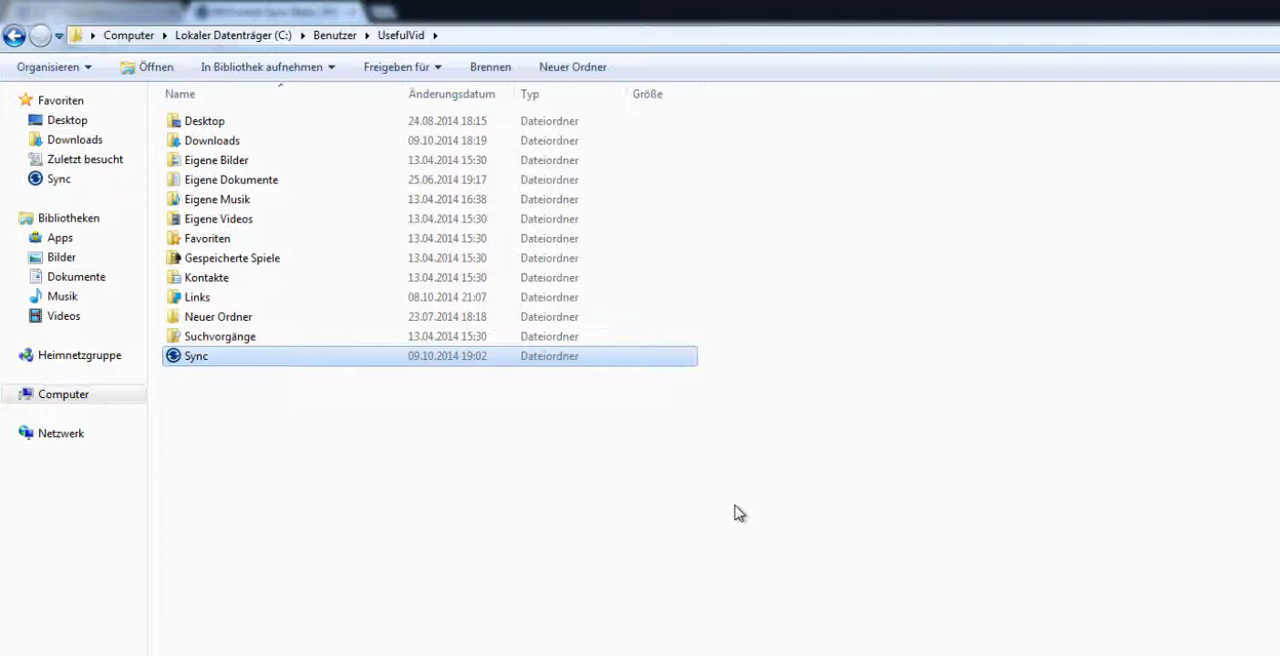 Computer Lokaler Datenträger (C:) Benutzer UsefulVid
Organisieren Öffnen In Bibliothek aufnehmen Freigeben für Brennen Neuer Ordner
Name Änderungsdatum Typ Größe
Favoriten
Desktop
Downloads
Zuletzt besucht
Sync
Bibliotheken
Apps
Bilder
Dokumente
Musik
Videos
Heimnetzgruppe
Computer
Netzwerk
Desktop 24.08.2014 18:15 Dateiordner
Downloads 09.10.2014 18:19 Dateiordner
Eigene Bilder 13.04.2014 15:30 Dateiordner
Eigene Dokumente 25.06.2014 19:17 Dateiordner
Eigene Musik 13.04.2014 16:38 Dateiordner
Eigene Videos 13.04.2014 15:30 Dateiordner
Favoriten 13.04.2014 15:30 Dateiordner
Gespeicherte Spiele 13.04.2014 15:30 Dateiordner
Kontakte 13.04.2014 15:30 Dateiordner
Links 08.10.2014 21:07 Dateiordner
Neuer Ordner 23.07.2014 18:18 Dateiordner
Suchvorgänge 13.04.2014 15:30 Dateiordner
Sync 09.10.2014 19:02 Dateiordner